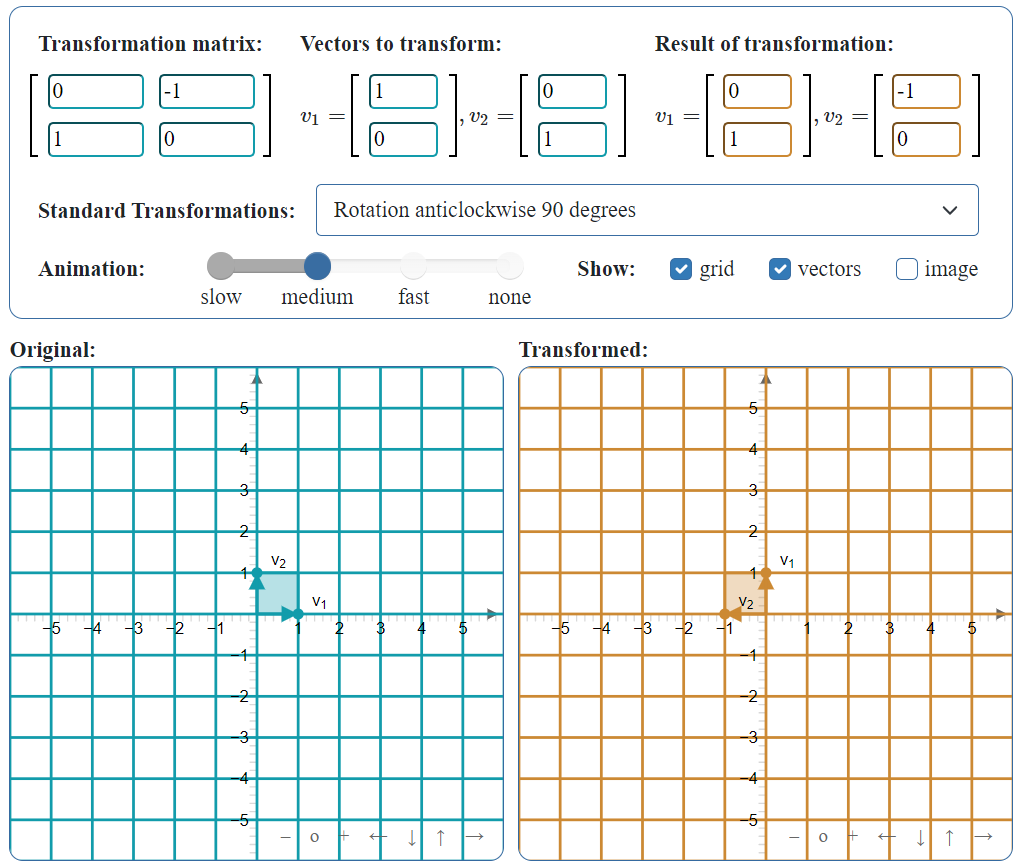 Transformation matrix: Vectors to transform: Result of transformation:
0 -1 1 0 0 -1
v₁ = , v₂ = v₁ = , v₂ =
1 0 0 1 1 0
Standard Transformations: Rotation anticlockwise 90 degrees
Animation: Show: grid vectors image
slow medium fast none
Original: Transformed:
5 5
4 4
3 3
2 2
v₂ v₁
1 1
v₁ v₂
−5 −4 −3 −2 −1 1 2 3 4 5 −5 −4 −3 −2 −1 1 2 3 4 5
−1 −1
−2 −2
−3 −3
−4 −4
−5 −5
− o + ← ↓ ↑ → − o + ← ↓ ↑ →